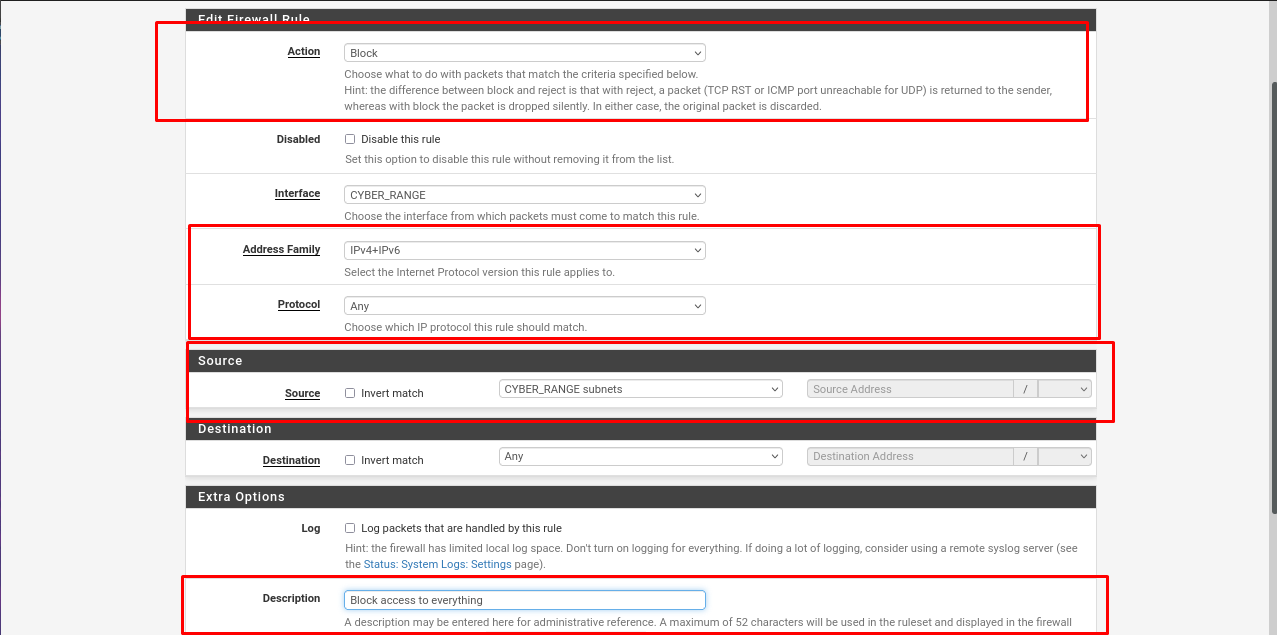 Edit Firewall Rule
Action
Block
Choose what to do with packets that match the criteria specified below.
Hint: the difference between block and reject is that with reject, a packet (TCP RST or ICMP port unreachable for UDP) is returned to the sender,
whereas with block the packet is dropped silently. In either case, the original packet is discarded.
Disabled
Disable this rule
Set this option to disable this rule without removing it from the list.
Interface
CYBER_RANGE
Choose the interface from which packets must come to match this rule.
Address Family
IPv4+IPv6
Select the Internet Protocol version this rule applies to.
Protocol
Any
Choose which IP protocol this rule should match.
Source
Source
Invert match
CYBER_RANGE subnets
Source Address
/
Destination
Destination
Invert match
Any
Destination Address
/
Extra Options
Log
Log packets that are handled by this rule
Hint: the firewall has limited local log space. Don't turn on logging for everything. If doing a lot of logging, consider using a remote syslog server (see
the Status: System Logs: Settings page).
Description
Block access to everything
A description may be entered here for administrative reference. A maximum of 52 characters will be used in the ruleset and displayed in the firewall